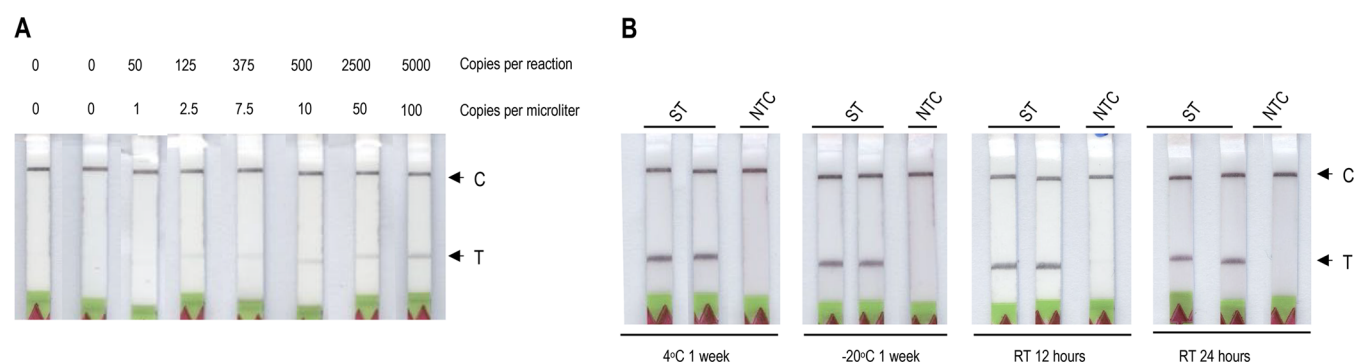 A
0 0 50 125 375 500 2500 5000 Copies per reaction
0 0 1 2.5 7.5 10 50 100 Copies per microliter
C
T
B
ST NTC ST NTC ST NTC ST NTC
C
T
4ºC 1 week -20ºC 1 week RT 12 hours RT 24 hours